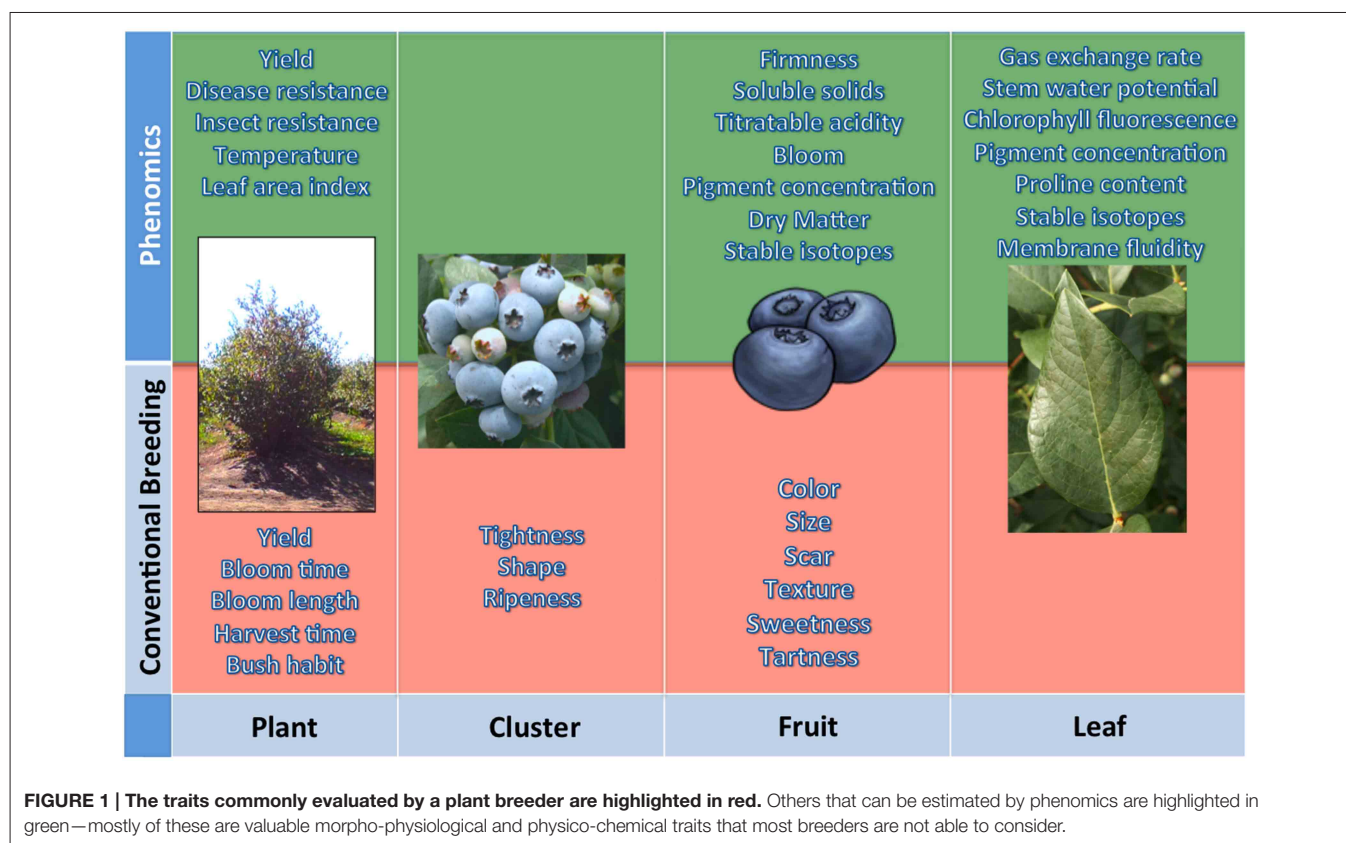 Phenomics
Yield
Disease resistance
Insect resistance
Temperature
Leaf area index
Firmness
Soluble solids
Titratable acidity
Bloom
Pigment concentration
Dry Matter
Stable isotopes
Gas exchange rate
Stem water potential
Chlorophyll fluorescence
Pigment concentration
Proline content
Stable isotopes
Membrane fluidity
Conventional Breeding
Yield
Bloom time
Bloom length
Harvest time
Bush habit
Tightness
Shape
Ripeness
Color
Size
Scar
Texture
Sweetness
Tartness
Plant
Cluster
Fruit
Leaf
FIGURE 1 | The traits commonly evaluated by a plant breeder are highlighted in red. Others that can be estimated by phenomics are highlighted in
green—mostly of these are valuable morpho-physiological and physico-chemical traits that most breeders are not able to consider.